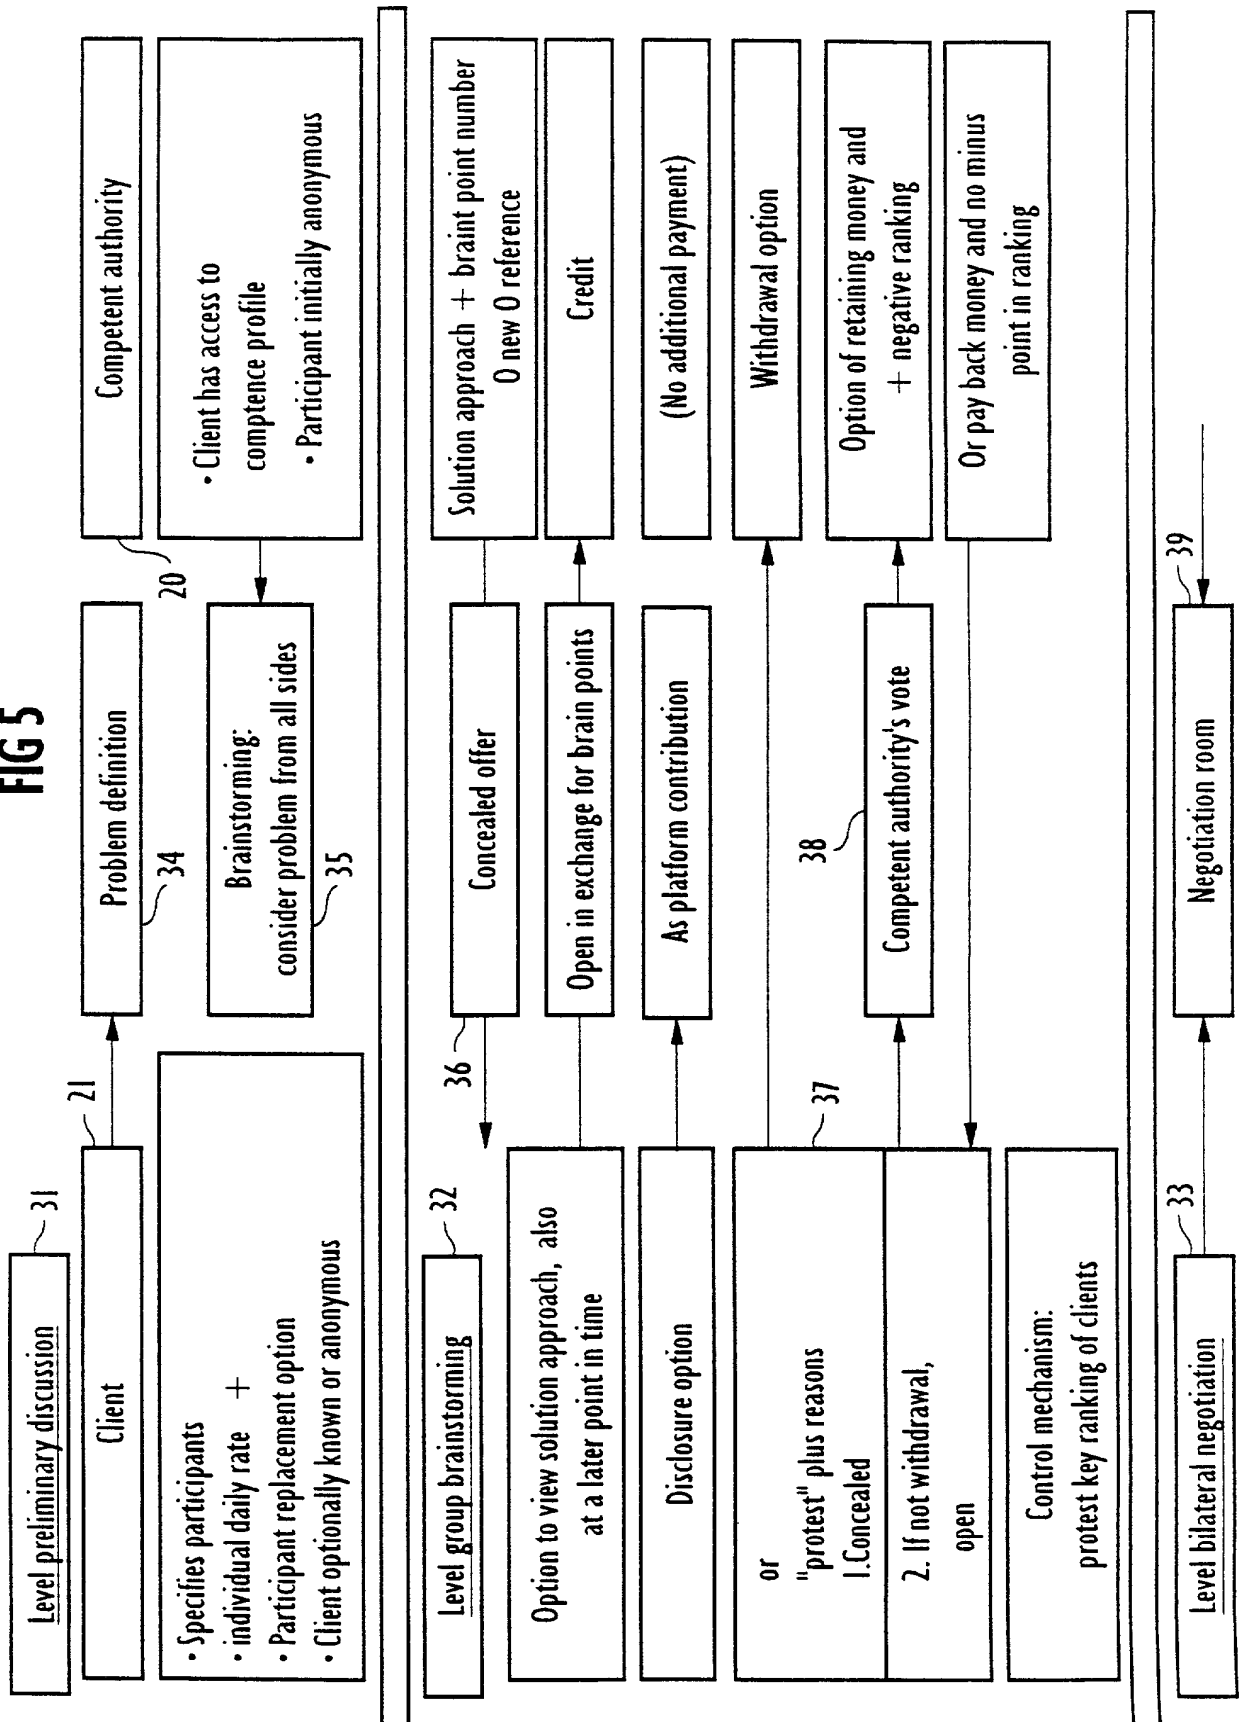 FIG 5
Level preliminary discussion
31
Client
21
Problem definition
34
Competent authority
20
• Specifies participants
• individual daily rate +
• Participant replacement option
• Client optionally known or anonymous
Brainstorming:
consider problem from all sides
35
• Client has access to
comptence profile
• Participant initially anonymous
Level group brainstorming
32
36
Concealed offer
Solution approach + braint point number
O new O reference
Option to view solution approach, also
at a later point in time
Open in exchange for brain points
Credit
Disclosure option
As platform contribution
(No additional payment)
or
"protest" plus reasons
1.Concealed
37
Withdrawal option
2. If not withdrawal,
open
38
Competent authority's vote
Option of retaining money and
+ negative ranking
Or pay back money and no minus
point in ranking
Control mechanism:
protest key ranking of clients
Level bilateral negotiation
33
Negotiation room
39